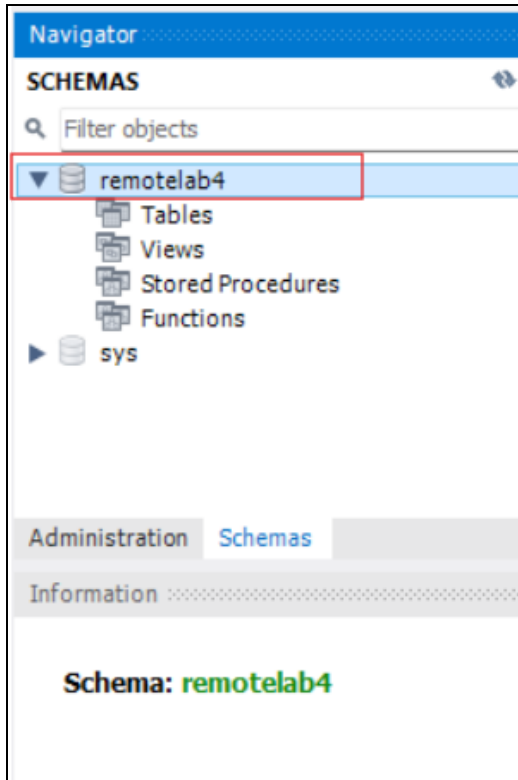 Navigator
SCHEMAS
Filter objects
remotelab4
Tables
Views
Stored Procedures
Functions
sys
Administration Schemas
Information
Schema: remotelab4